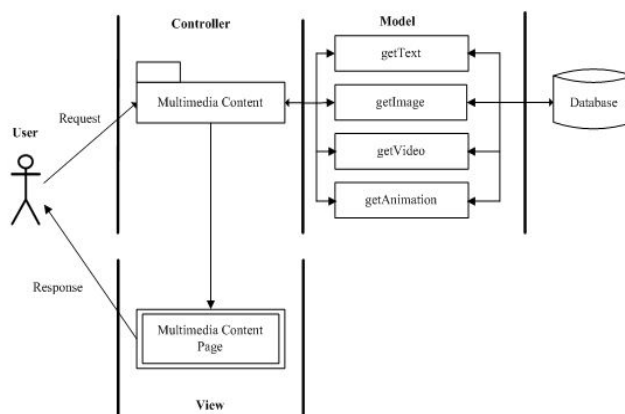 Controller
Model
getText
Multimedia Content
getImage
Database
User
Request
getVideo
getAnimation
Response
Multimedia Content
Page
View